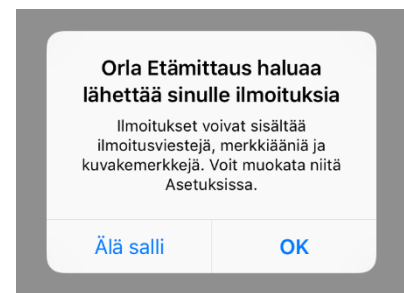 Orla Etämittaus haluaa
lähettää sinulle ilmoituksia
Ilmoitukset voivat sisältää
ilmoitusviestejä, merkkiääniä ja
kuvakemerkkejä. Voit muokata niitä
Asetuksissa.
Älä salli
OK